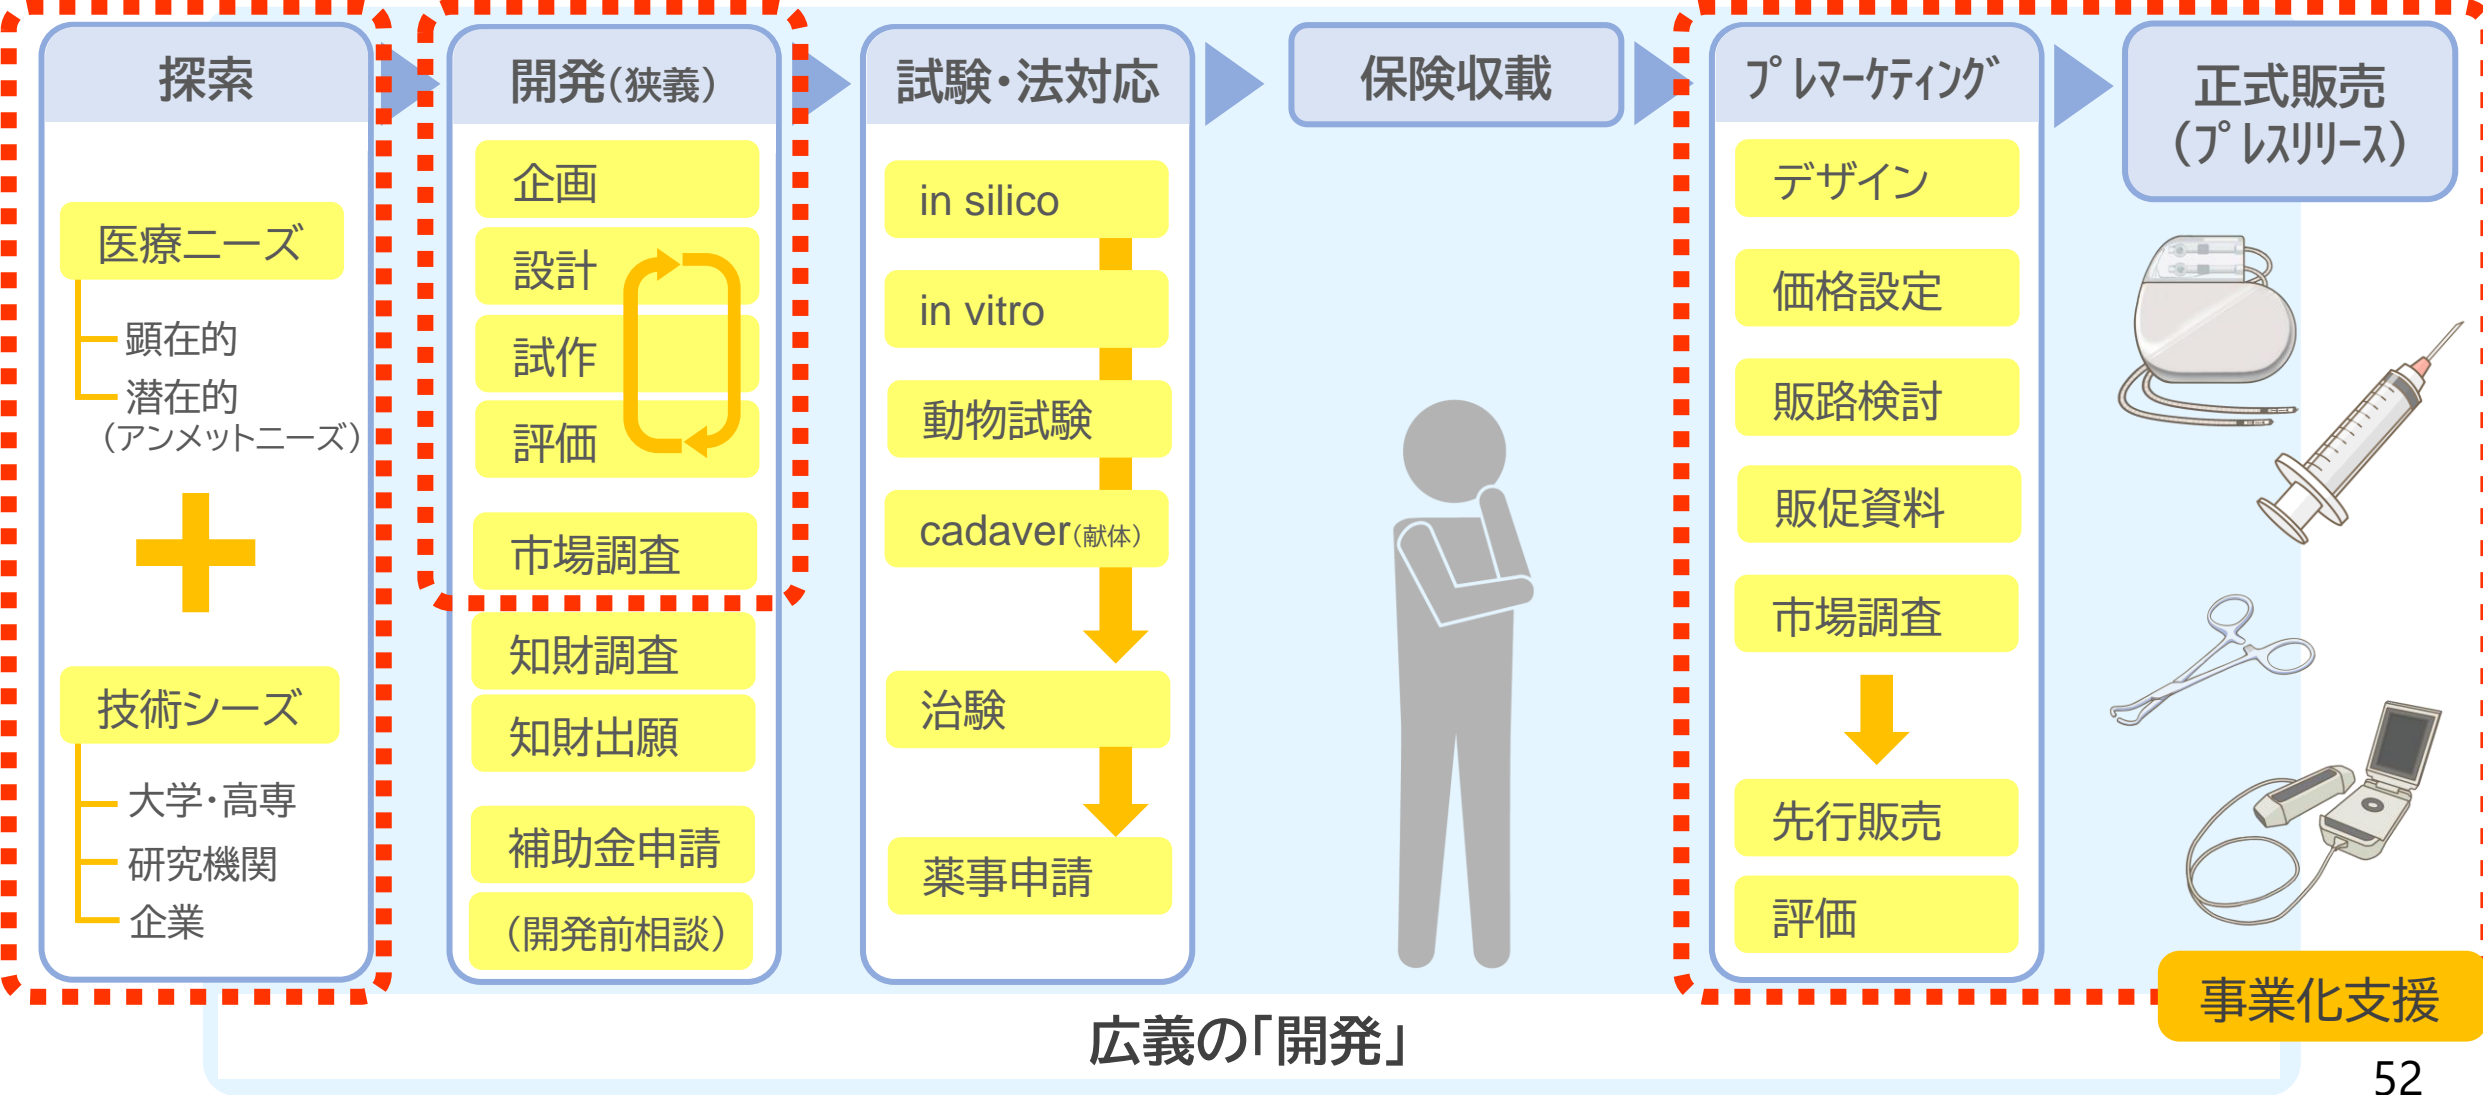 探索
医療ニーズ
顕在的
潜在的
（アンメットニーズ）
技術シーズ
大学・高専
研究機関
企業
開発（狭義）
企画
設計
試作
評価
市場調査
知財調査
知財出願
補助金申請
（開発前相談）
試験・法対応
in silico
in vitro
動物試験
cadaver（献体）
治験
薬事申請
保険収載
ﾌﾟﾚﾏｰｹﾃｨﾝｸﾞ
デザイン
価格設定
販路検討
販促資料
市場調査
先行販売
評価
正式販売
（ﾌﾟﾚｽﾘﾘｰｽ）
事業化支援
広義の「開発」
52